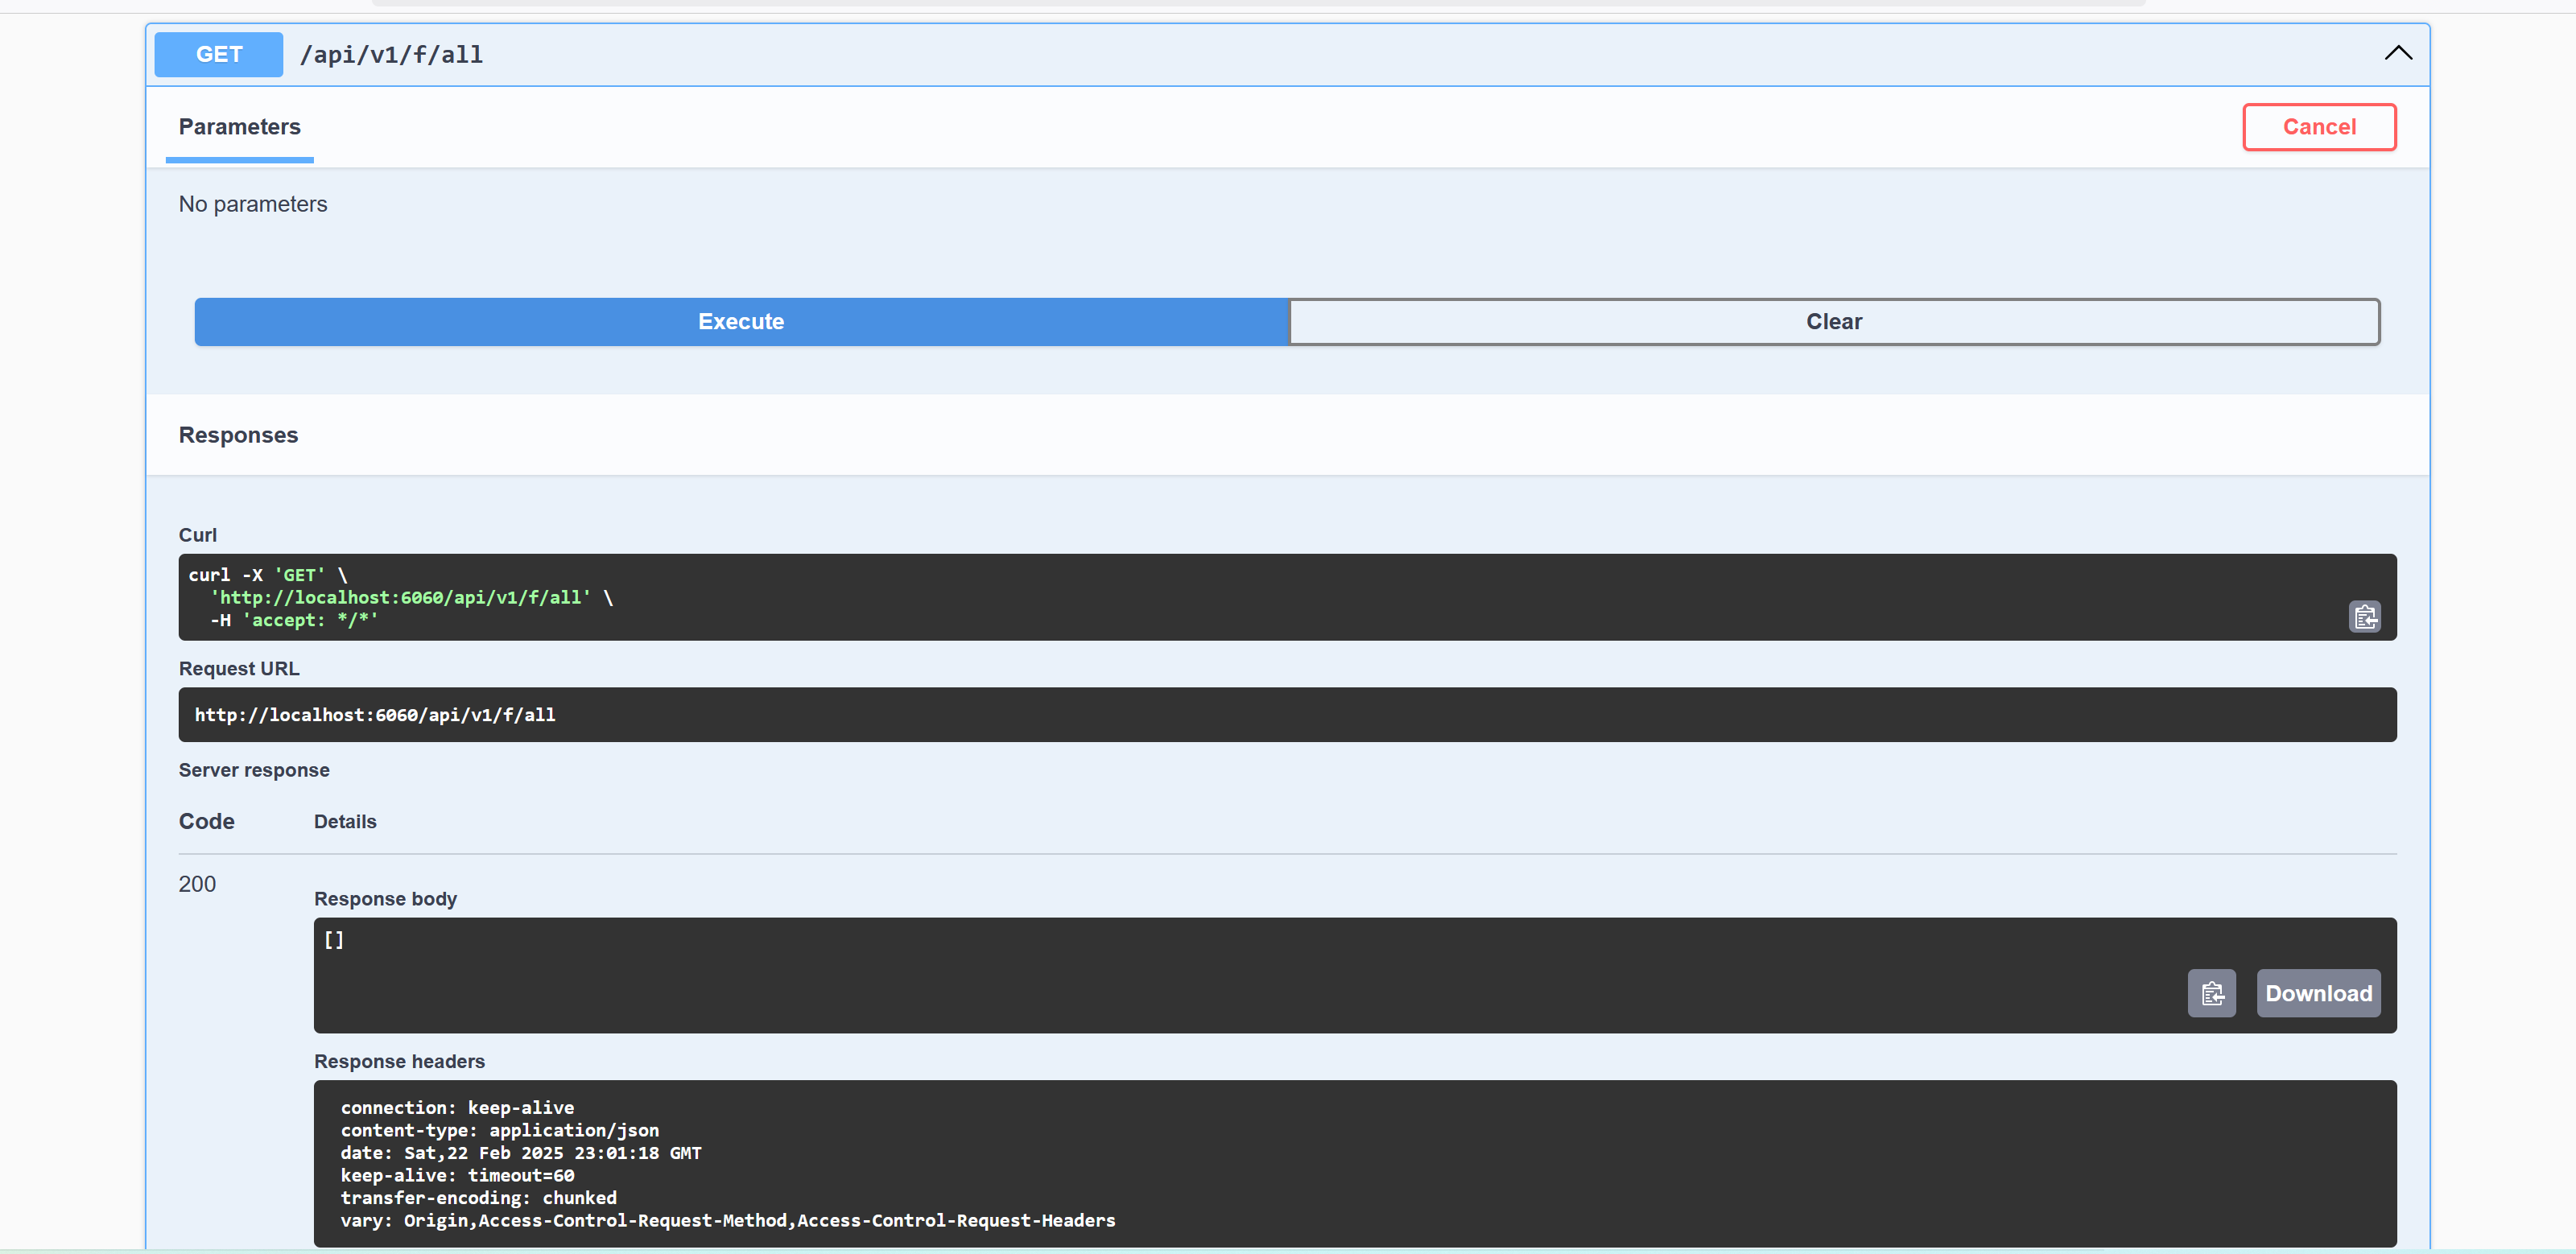 GET /api/v1/f/all
Parameters
Cancel
No parameters
Execute
Clear
Responses
Curl
curl -X 'GET' \
  'http://localhost:6060/api/v1/f/all' \
  -H 'accept: */*'
Request URL
http://localhost:6060/api/v1/f/all
Server response
Code Details
200
Response body
[]
Download
Response headers
connection: keep-alive
content-type: application/json
date: Sat,22 Feb 2025 23:01:18 GMT
keep-alive: timeout=60
transfer-encoding: chunked
vary: Origin,Access-Control-Request-Method,Access-Control-Request-Headers